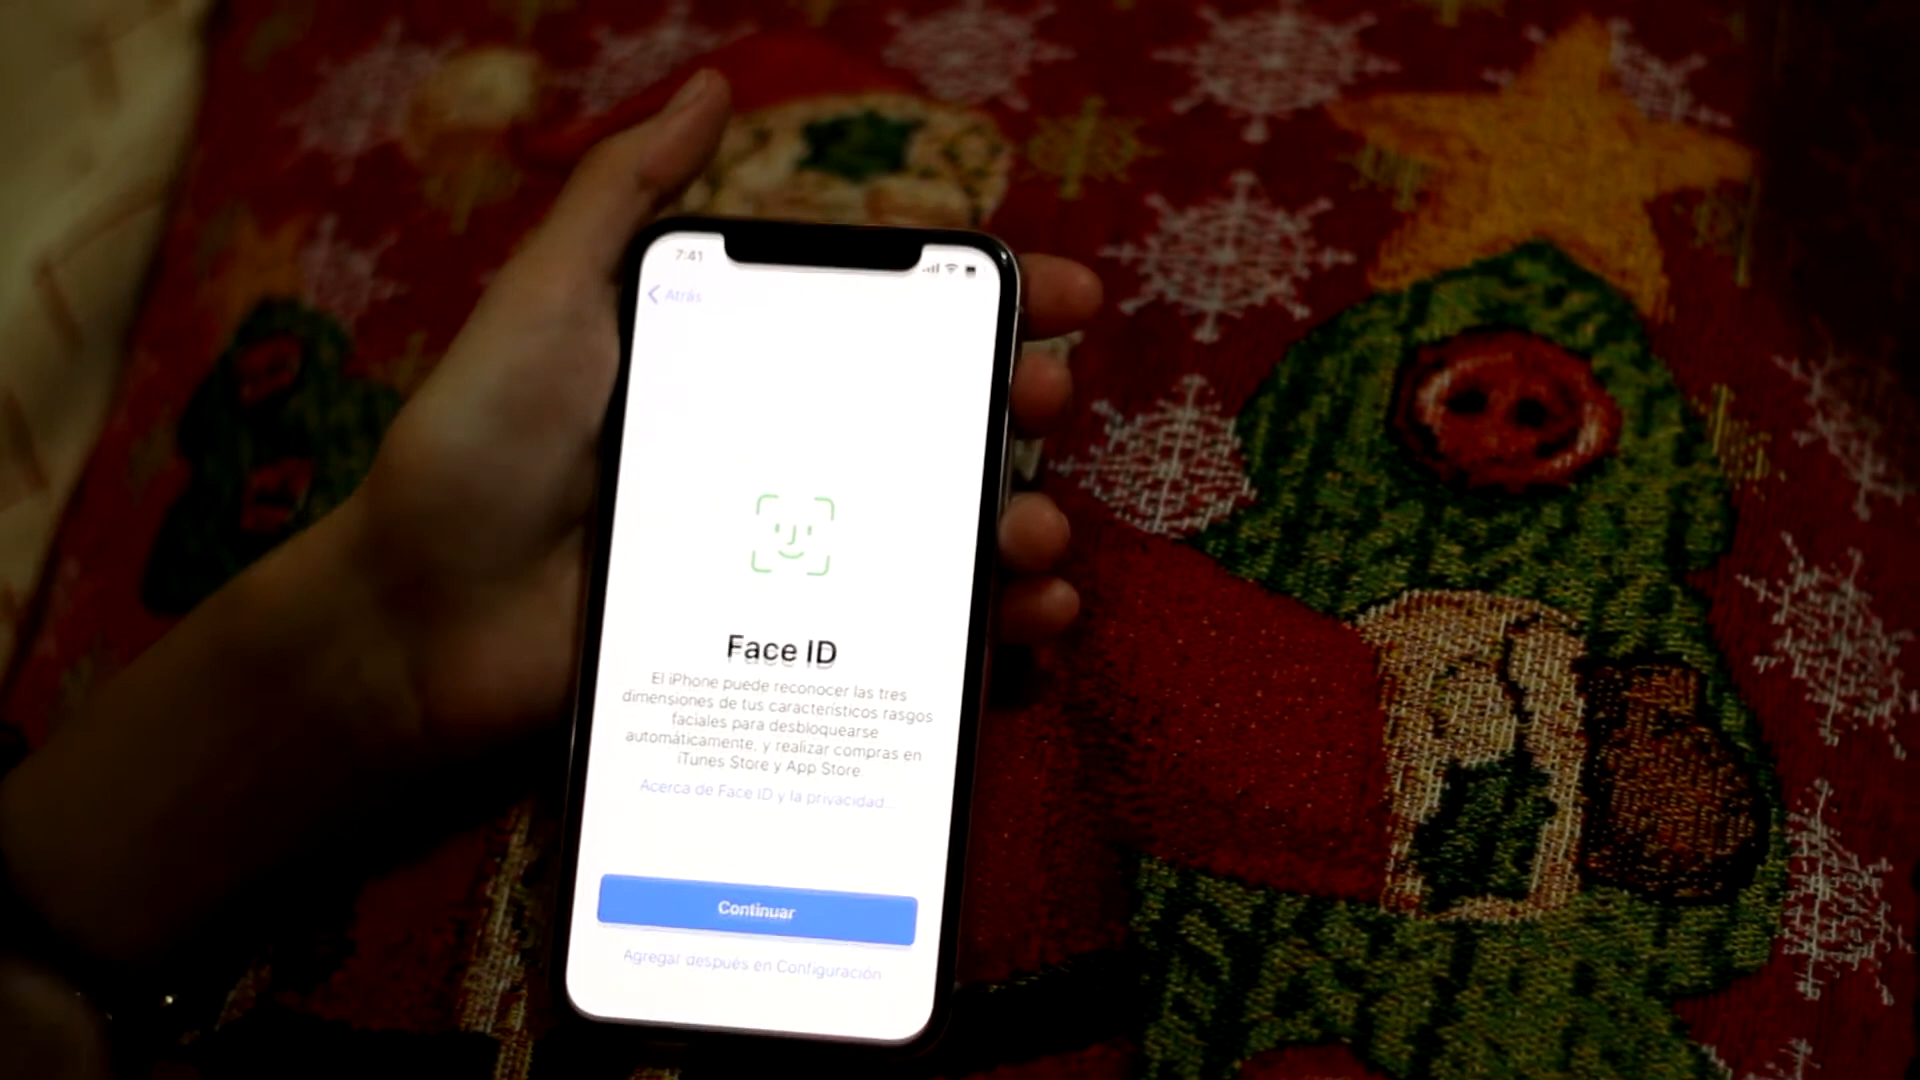 7:41
Atrás
Face ID
El iPhone puede reconocer las tres
dimensiones de tus característicos rasgos
faciales para desbloquearse
automáticamente, y realizar compras en
iTunes Store y App Store
Acerca de Face ID y la privacidad...
Continuar
Agregar después en Configuración